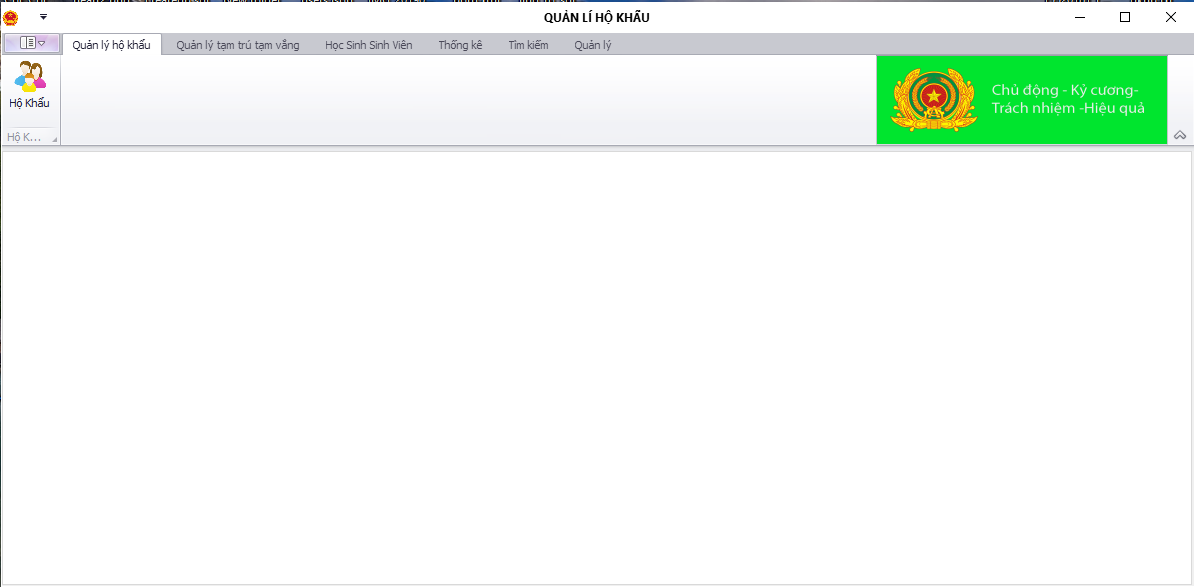 QUẢN LÍ HỘ KHẨU
Quản lý hộ khẩu Quản lý tạm trú tạm vắng Học Sinh Sinh Viên Thống kê Tìm kiếm Quản lý
Hộ Khẩu
Hộ K...
Chủ động - Kỷ cương-
Trách nhiệm -Hiệu quả